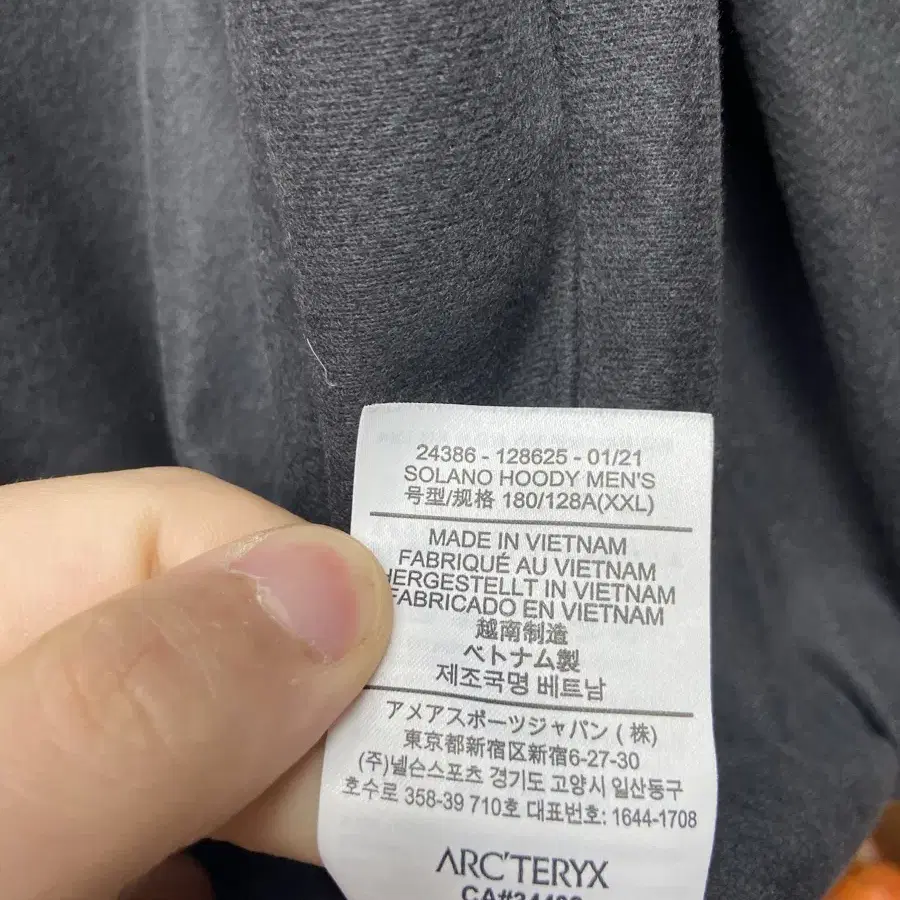 24386 - 128625 - 01/21
SOLANO HOODY MEN'S
号型/规格 180/128A(XXL)
MADE IN VIETNAM
FABRIQUÉ AU VIETNAM
HERGESTELLT IN VIETNAM
FABRICADO EN VIETNAM
越南制造
ベトナム製
제조국명 베트남
アメアスポーツジャパン (株)
東京都新宿区新宿6-27-30
(주)넬슨스포츠 경기도 고양시 일산동구
호수로 358-39 710호 대표번호: 1644-1708
ARC'TERYX